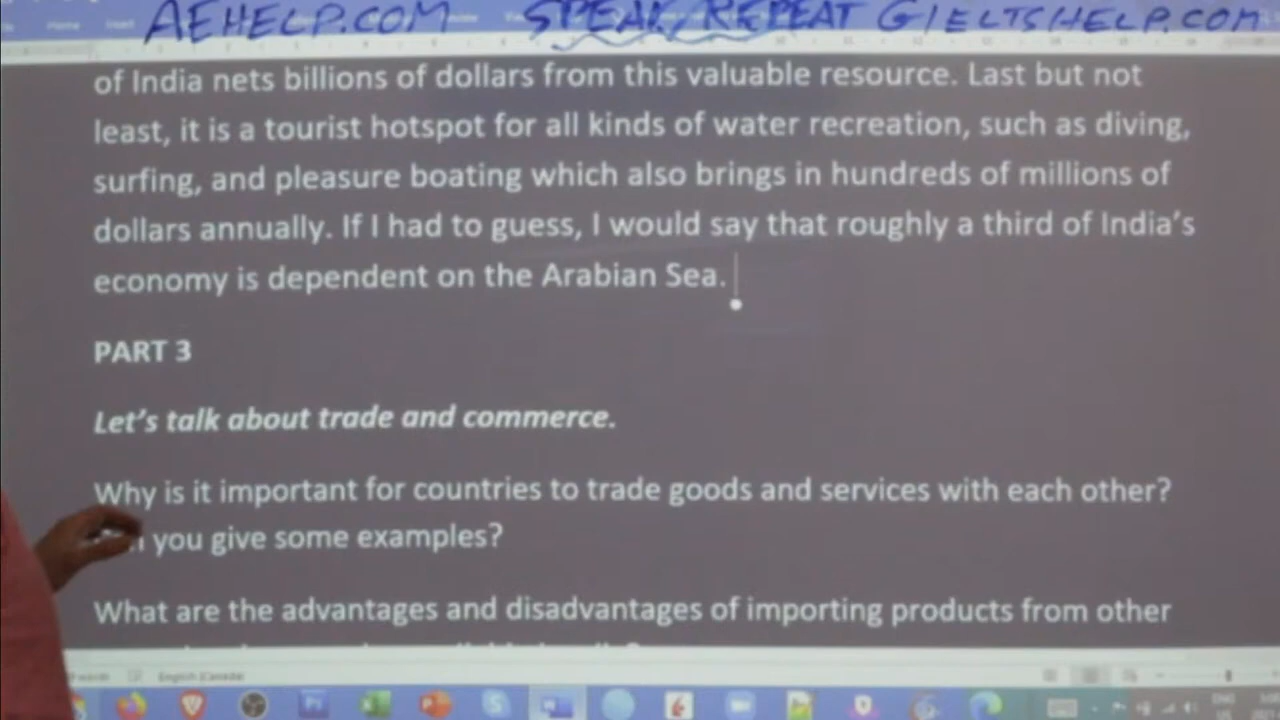 AEHELP.COM SPEAK, REPEAT GIELTSHELP.COM
of India nets billions of dollars from this valuable resource. Last but not
least, it is a tourist hotspot for all kinds of water recreation, such as diving,
surfing, and pleasure boating which also brings in hundreds of millions of
dollars annually. If I had to guess, I would say that roughly a third of India's
economy is dependent on the Arabian Sea.
PART 3
Let's talk about trade and commerce.
Why is it important for countries to trade goods and services with each other?
you give some examples?
What are the advantages and disadvantages of importing products from other
English (Canada)